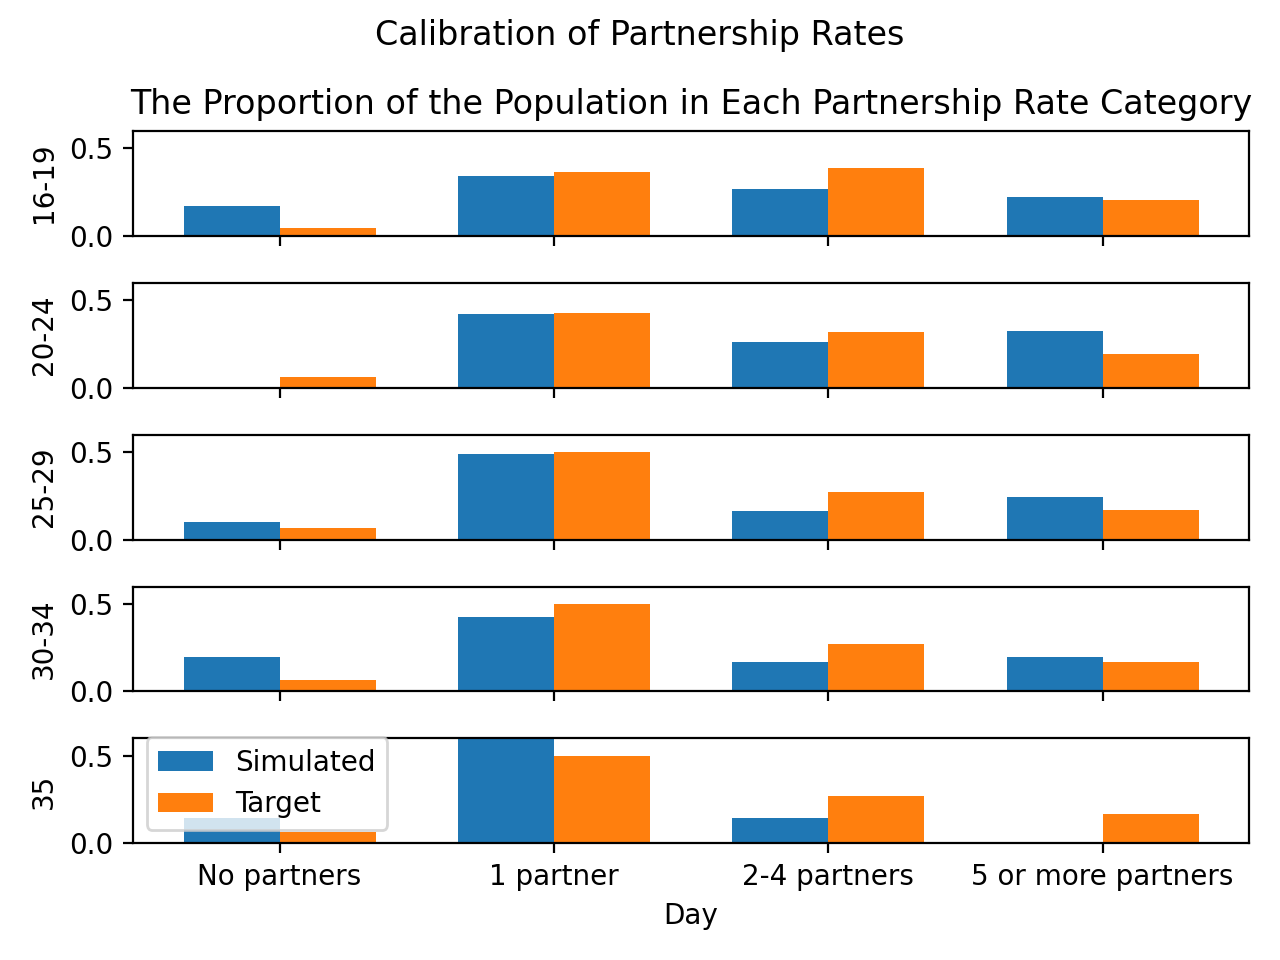 Calibration of Partnership Rates
The Proportion of the Population in Each Partnership Rate Category
0.5
16-19
0.0
0.5
20-24
0.0
0.5
25-29
0.0
0.5
30-34
0.0
0.5
35
0.0
Simulated
Target
No partners 1 partner 2-4 partners 5 or more partners
Day